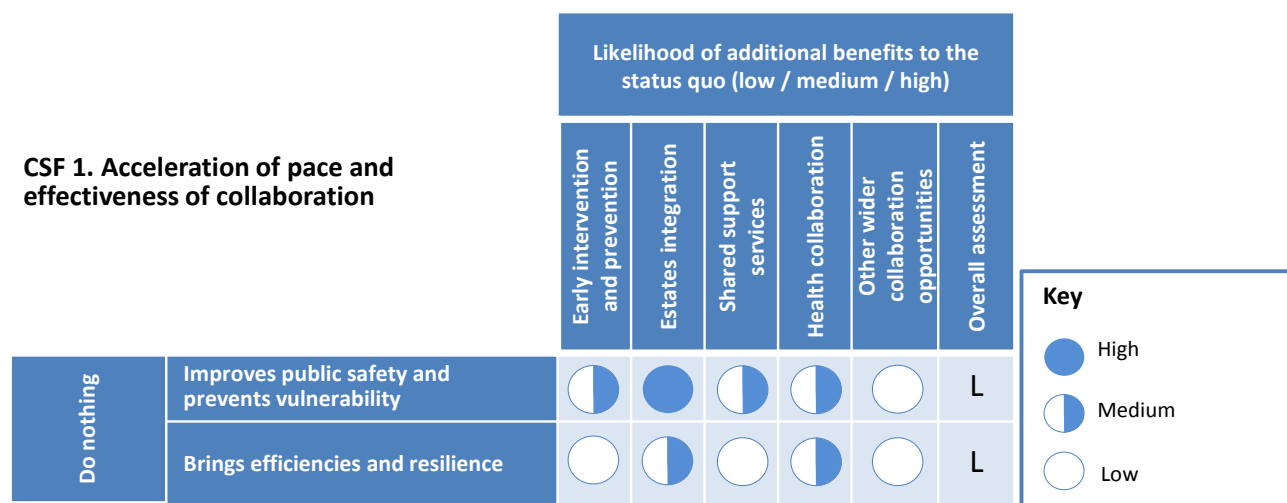 Likelihood of additional benefits to the
status quo (low / medium / high)
CSF 1. Acceleration of pace and
effectiveness of collaboration
Early intervention
and prevention
Estates integration
Shared support
services
Health collaboration
Other wider
collaboration
opportunities
Overall assessment
Key
High
Medium
Low
Do nothing
Improves public safety and
prevents vulnerability
L
Brings efficiencies and resilience
L